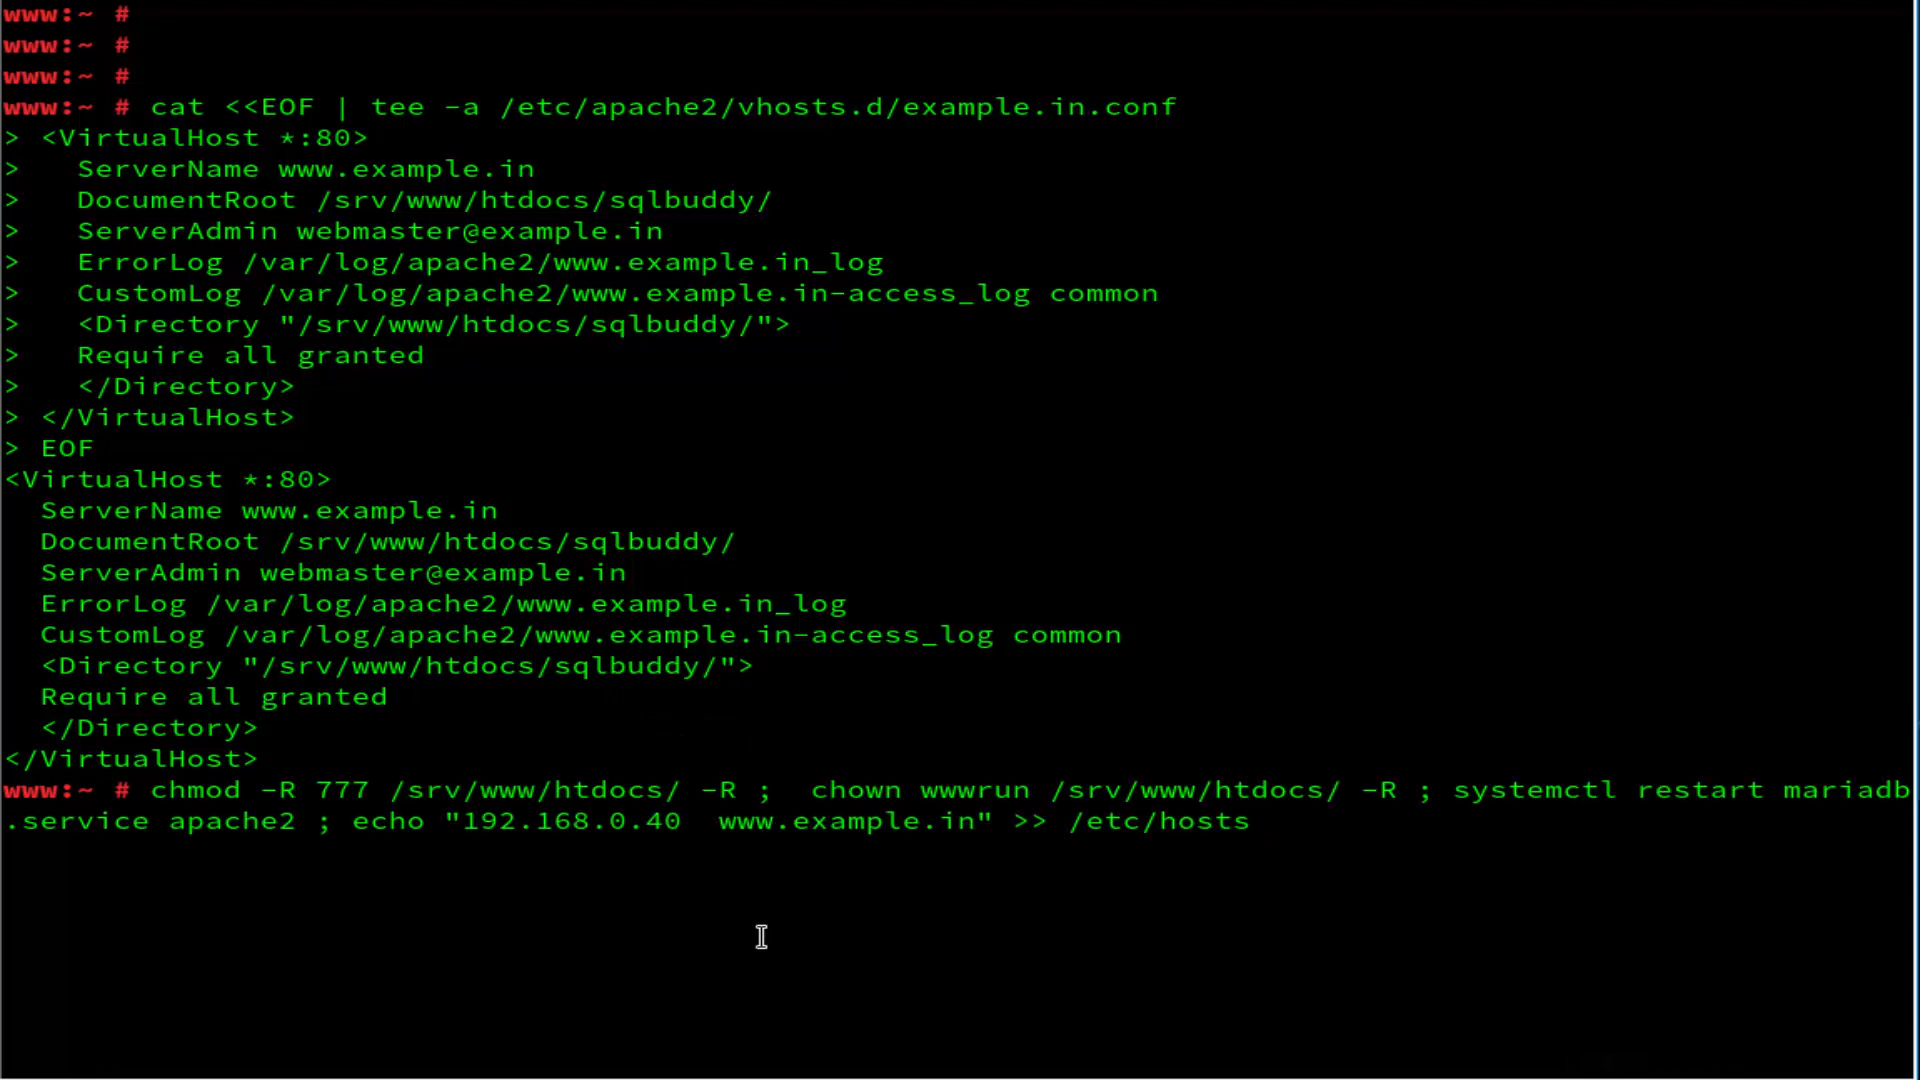 www:~ #
www:~ #
www:~ #
www:~ # cat <<EOF | tee -a /etc/apache2/vhosts.d/example.in.conf
> <VirtualHost *:80>
>   ServerName www.example.in
>   DocumentRoot /srv/www/htdocs/sqlbuddy/
>   ServerAdmin webmaster@example.in
>   ErrorLog /var/log/apache2/www.example.in_log
>   CustomLog /var/log/apache2/www.example.in-access_log common
>   <Directory "/srv/www/htdocs/sqlbuddy/">
>   Require all granted
>   </Directory>
> </VirtualHost>
> EOF
<VirtualHost *:80>
  ServerName www.example.in
  DocumentRoot /srv/www/htdocs/sqlbuddy/
  ServerAdmin webmaster@example.in
  ErrorLog /var/log/apache2/www.example.in_log
  CustomLog /var/log/apache2/www.example.in-access_log common
  <Directory "/srv/www/htdocs/sqlbuddy/">
  Require all granted
  </Directory>
</VirtualHost>
www:~ # chmod -R 777 /srv/www/htdocs/ -R ;  chown wwwrun /srv/www/htdocs/ -R ; systemctl restart mariadb
.service apache2 ; echo "192.168.0.40  www.example.in" >> /etc/hosts